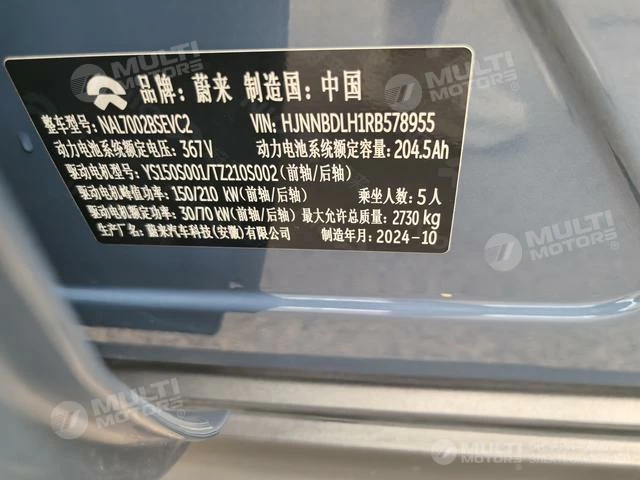 MULTI MOTORS
MULTI MOTORS
MULTI MOTORS
品牌: 蔚来 制造国: 中国
整车型号: NAL7002BSEVC2 VIN: HJNNBDLH1RB578955
动力电池系统额定电压: 367V 动力电池系统额定容量: 204.5Ah
驱动电机型号: YS150S001/TZ210S002 (前轴/后轴)
驱动电机峰值功率: 150/210 kW(前轴/后轴) 乘坐人数: 5人
驱动电机额定功率: 30/70 kW(前轴/后轴) 最大允许总质量: 2730 kg
生产厂名: 蔚来汽车科技(安徽)有限公司 制造年月: 2024-10
MULTI MOTORS
MULTI MOTORS
MULTI MOTORS